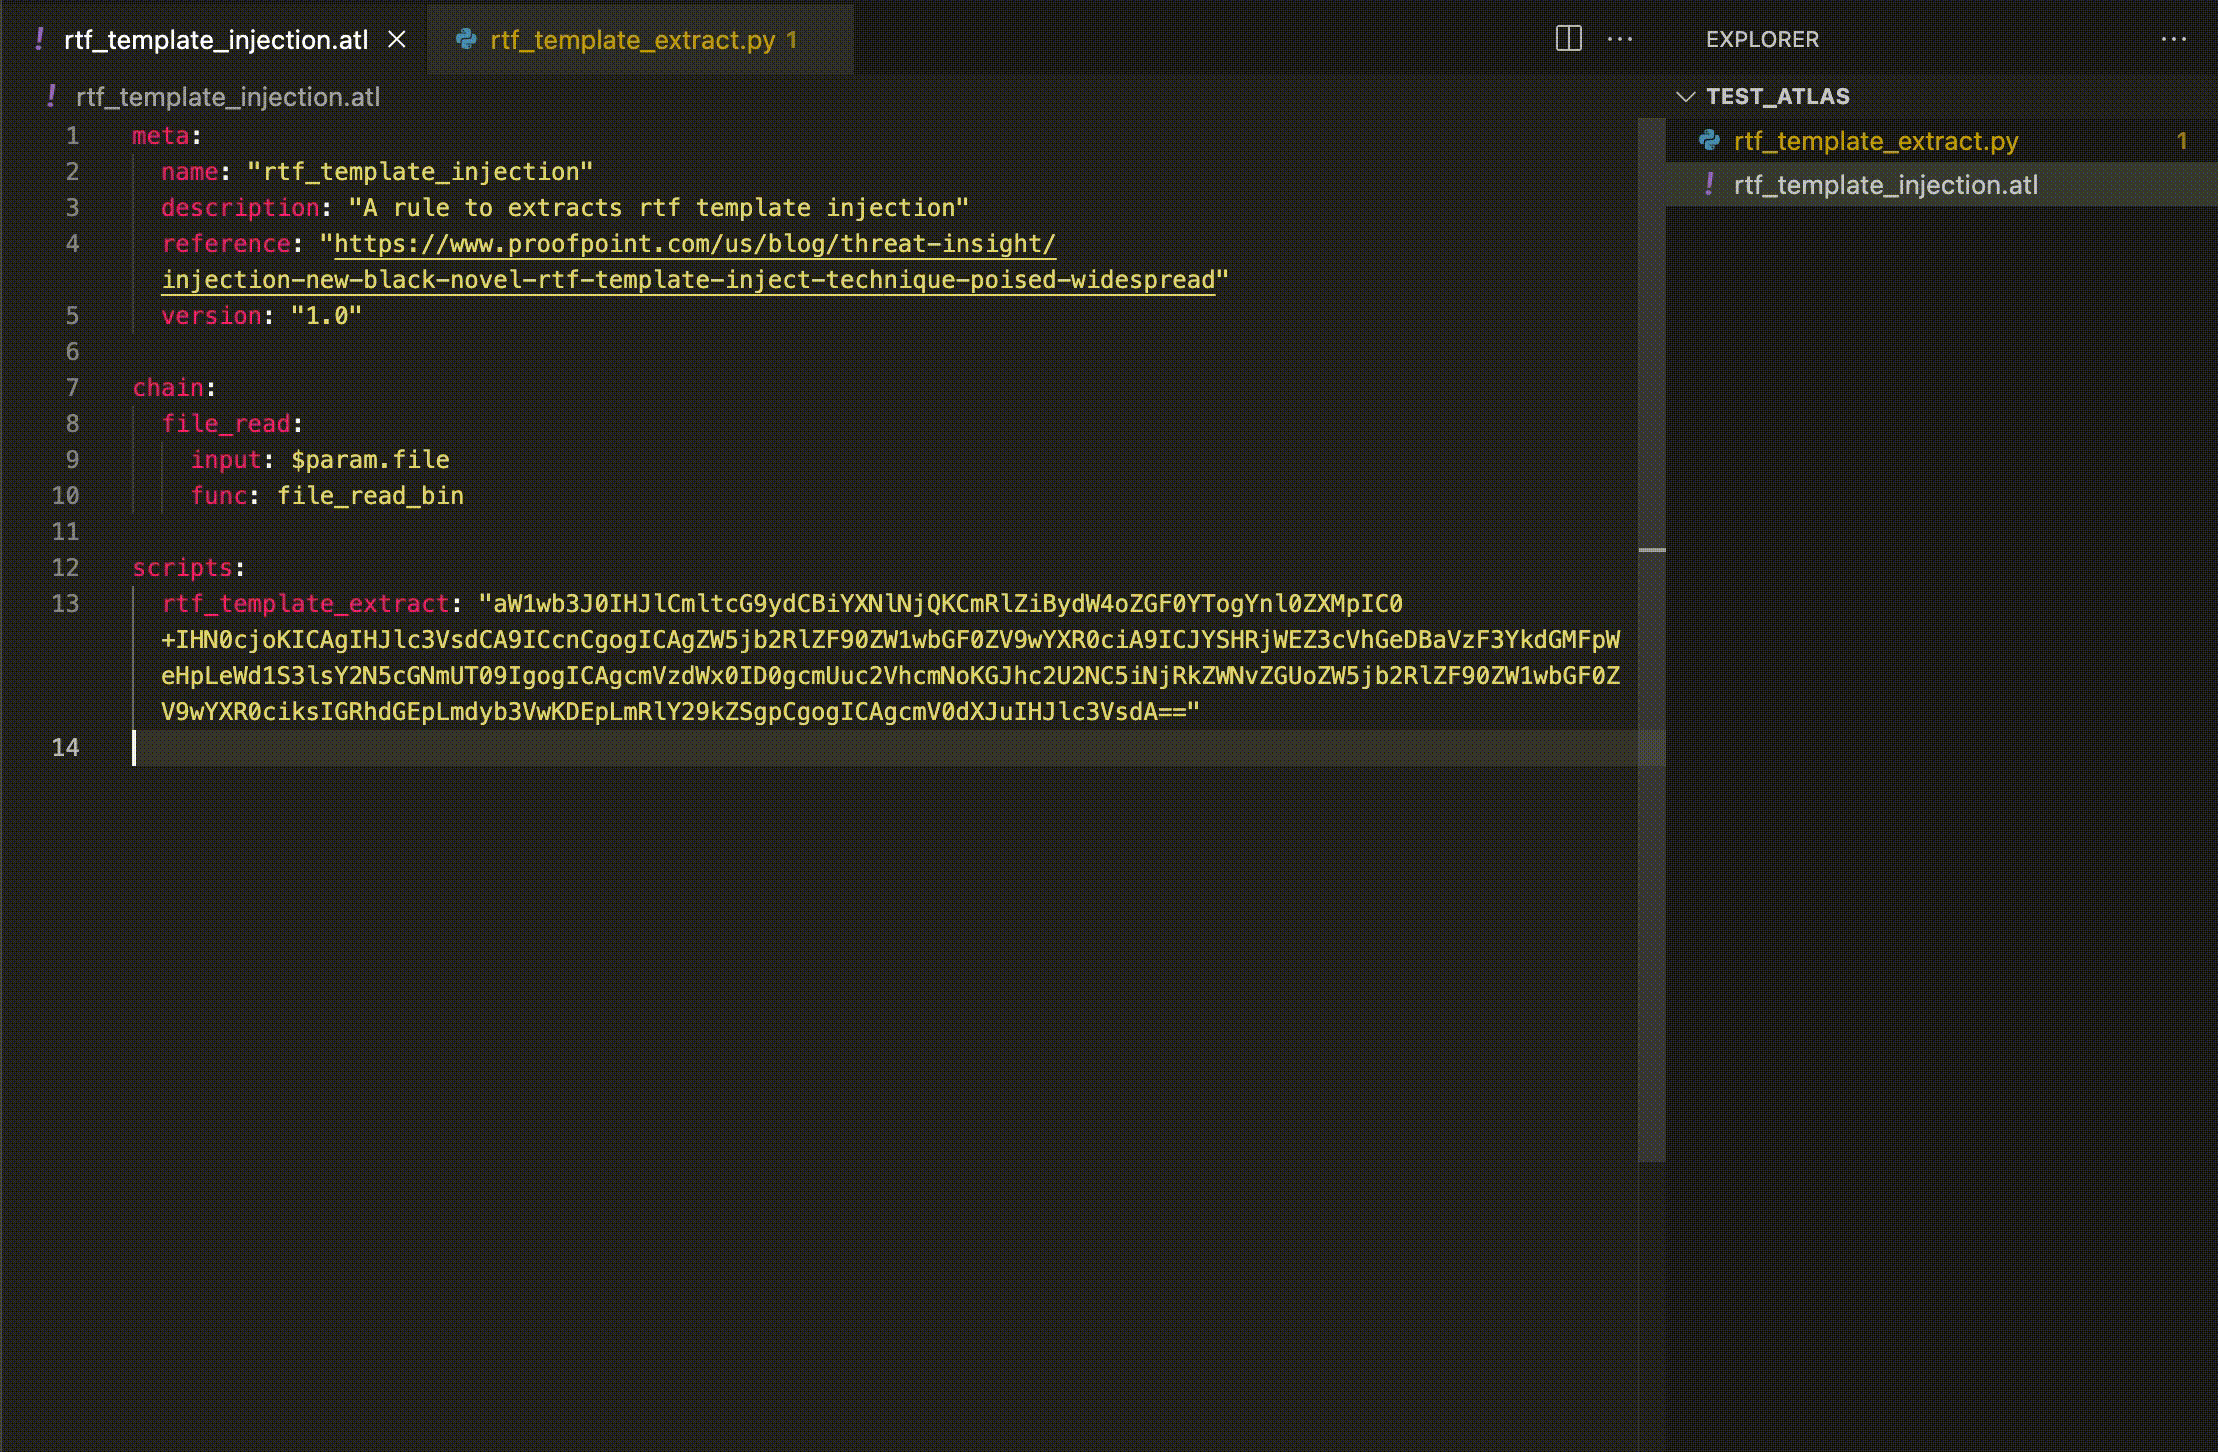 rtf_template_injection.atl
rtf_template_extract.py 1
EXPLORER
rtf_template_injection.atl
TEST_ATLAS
rtf_template_extract.py 1
rtf_template_injection.atl
1 meta:
2 name: "rtf_template_injection"
3 description: "A rule to extracts rtf template injection"
4 reference: "https://www.proofpoint.com/us/blog/threat-insight/
injection-new-black-novel-rtf-template-inject-technique-poised-widespread"
5 version: "1.0"
6
7 chain:
8 file_read:
9 input: $param.file
10 func: file_read_bin
11
12 scripts:
13 rtf_template_extract: "aW1wb3J0IHJlCmltcG9ydCBiYXNlNjQKCmRlZiBydW4oZGF0YTogYnl0ZXMpIC0
+IHN0cjoKICAgIHJlc3VsdCA9ICcnCgogICAgZW5jb2RlZF90ZW1wbGF0ZV9wYXR0ciA9ICJYSHRjWEZ3cVhGeDBaVzF3YkdGMFpW
eHpLeWd1S3lsY2N5cGNmUT09IgogICAgcmVzdWx0ID0gcmUuc2VhcmNoKGJhc2U2NC5iNjRkZWNvZGUoZW5jb2RlZF90ZW1wbGF0Z
V9wYXR0ciksIGRhdGEpLmdyb3VwKDEpLmRlY29kZSgpCgogICAgcmV0dXJuIHJlc3VsdA=="
14